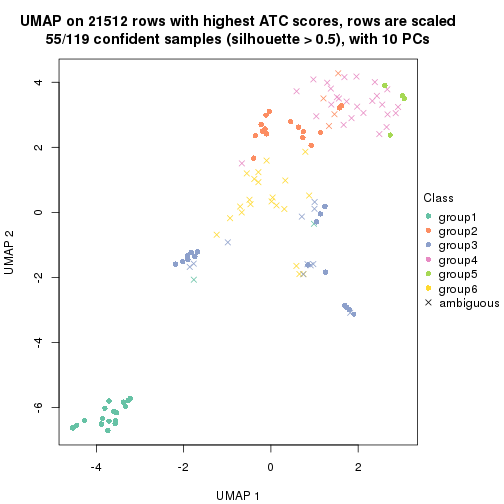 UMAP on 21512 rows with highest ATC scores, rows are scaled
55/119 confident samples (silhouette > 0.5), with 10 PCs
4
2
0
-2
-4
-6
UMAP 2
-4
-2
0
2
UMAP 1
Class
group1
group2
group3
group4
group5
group6
ambiguous